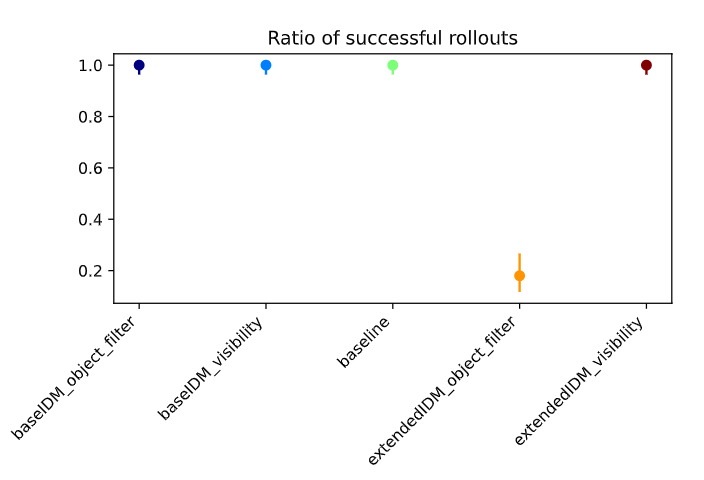 Ratio of successful rollouts
1.0
0.8
0.6
0.4
0.2
baseIDM_object_filter
baseIDM_visibility
baseline
extendedIDM_object_filter
extendedIDM_visibility